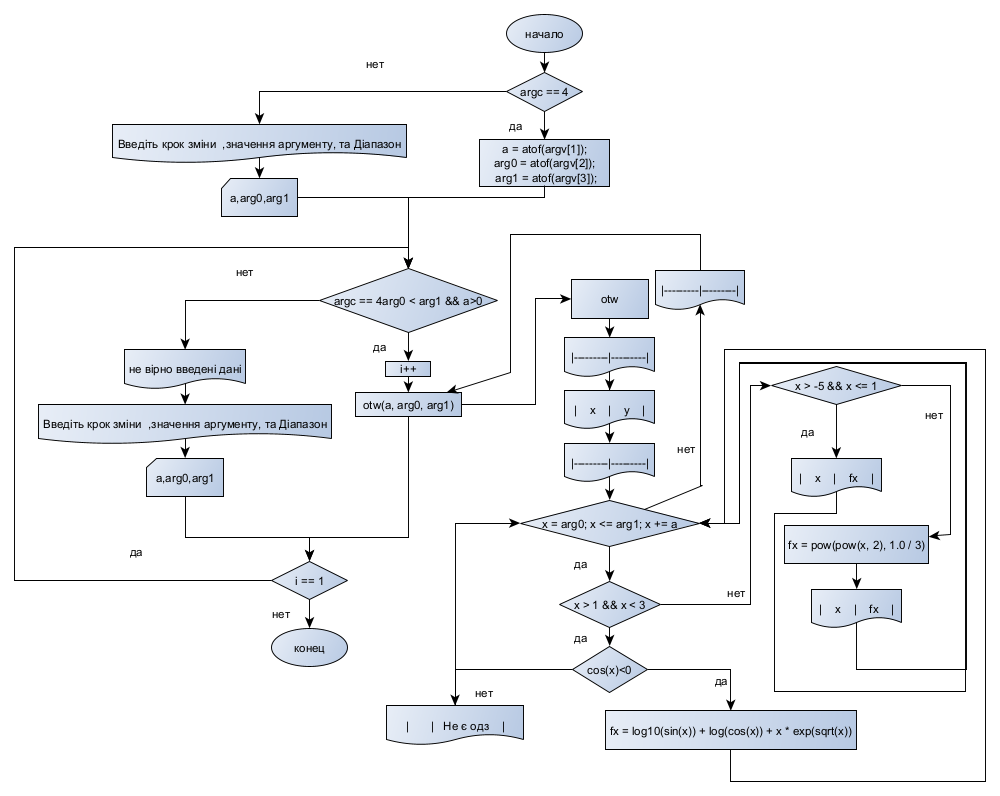 начало
нет
argc == 4
да
Введіть крок зміни ,значення аргументу, та Діапазон
a = atof(argv[1]);
arg0 = atof(argv[2]);
arg1 = atof(argv[3]);
a,arg0,arg1
нет
argc == 4arg0 < arg1 && a>0
да
i++
otw(a, arg0, arg1)
не вірно введені дані
Введіть крок зміни ,значення аргументу, та Діапазон
a,arg0,arg1
да
i == 1
нет
конец
otw
|---------|---------|
|---------|---------|
| x | y |
|---------|---------|
нет
x = arg0; x <= arg1; x += a
да
x > 1 && x < 3
нет
да
cos(x)<0
да
нет
| | Не є одз |
fx = log10(sin(x)) + log(cos(x)) + x * exp(sqrt(x))
x > -5 && x <= 1
нет
да
| x | fx |
fx = pow(pow(x, 2), 1.0 / 3)
| x | fx |